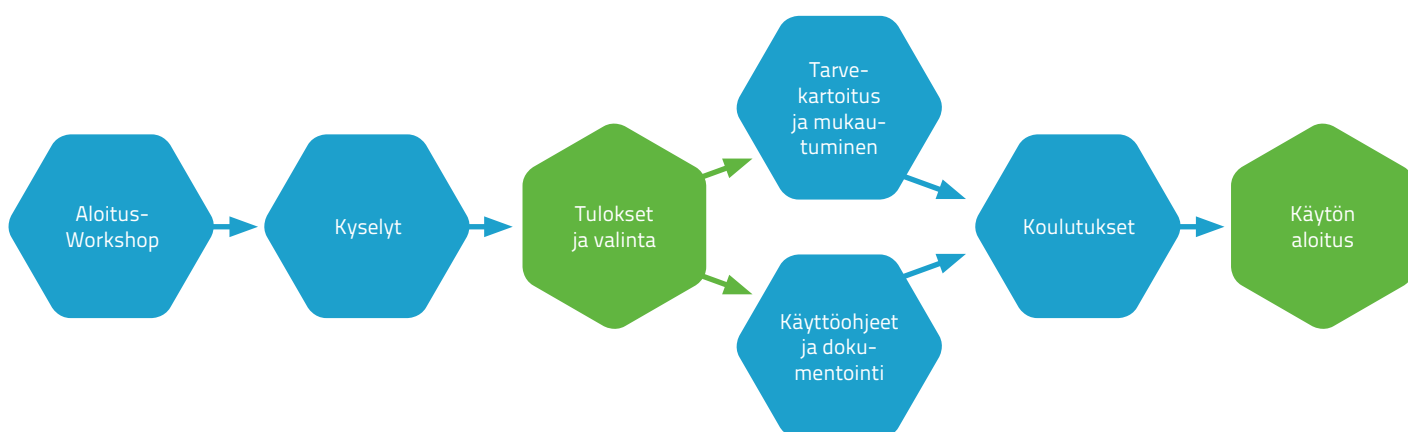 Aloitus-
Workshop
Kyselyt
Tulokset
ja valinta
Tarve-
kartoitus
ja mukau-
tuminen
Käyttöohjeet
ja doku-
mentointi
Koulutukset
Käytön
aloitus